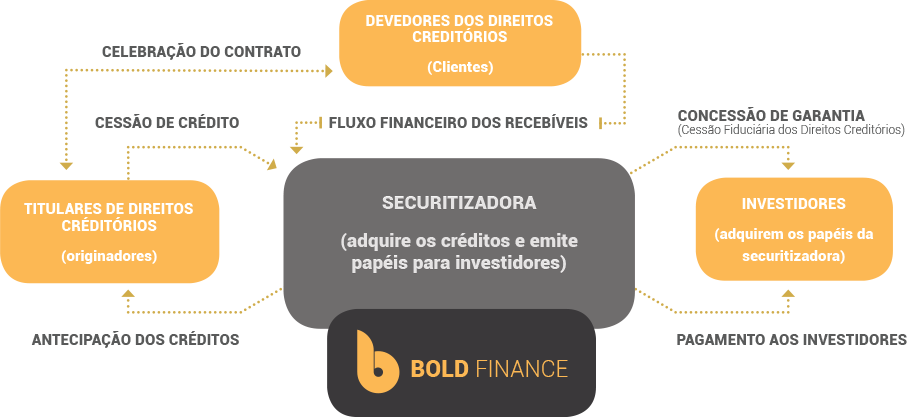 DEVEDORES DOS DIREITOS
CREDITÓRIOS
(Clientes)
CELEBRAÇÃO DO CONTRATO
CESSÃO DE CRÉDITO
FLUXO FINANCEIRO DOS RECEBÍVEIS
CONCESSÃO DE GARANTIA
(Cessão Fiduciária dos Direitos Creditórios)
TITULARES DE DIREITOS
CRÉDITÓRIOS
(originadores)
SECURITIZADORA
(adquire os créditos e emite
papéis para investidores)
INVESTIDORES
(adquirem os papéis da
securitizadora)
ANTECIPAÇÃO DOS CRÉDITOS
PAGAMENTO AOS INVESTIDORES
BOLD FINANCE